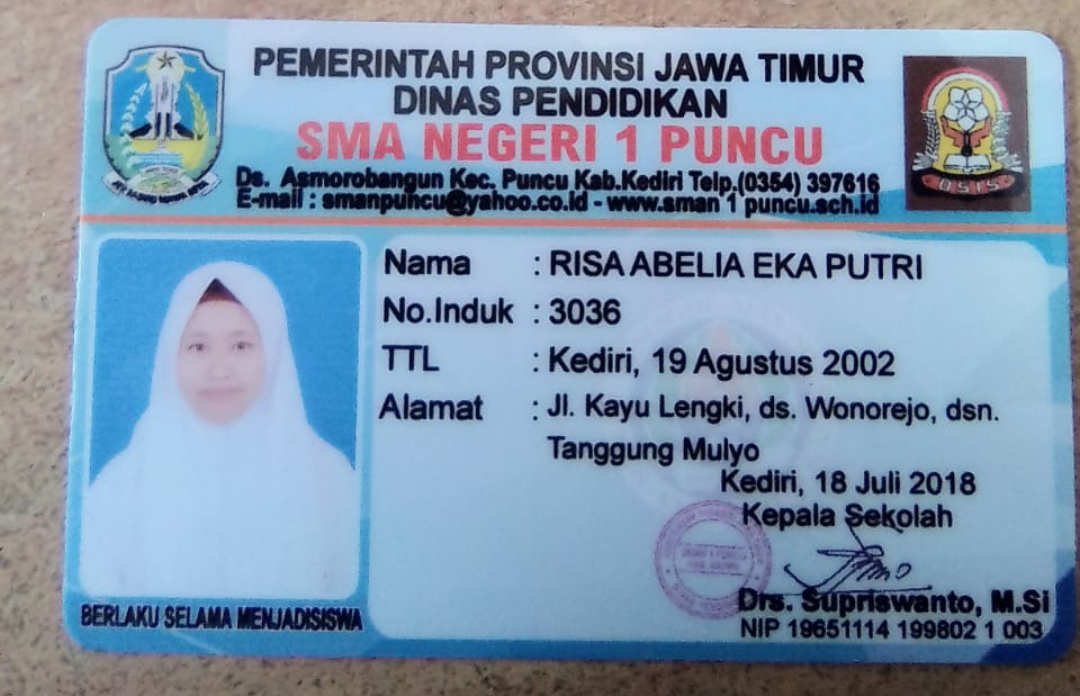 PEMERINTAH PROVINSI JAWA TIMUR
DINAS PENDIDIKAN
SMA NEGERI 1 PUNCU
Ds. Asmorobangun Kec. Puncu Kab.Kediri Telp.(0354) 397616
E-mail : smanpuncu@yahoo.co.id - www.sman 1 puncu.sch.id
OSIS
Nama : RISA ABELIA EKA PUTRI
No.Induk : 3036
TTL : Kediri, 19 Agustus 2002
Alamat : Jl. Kayu Lengki, ds. Wonorejo, dsn.
Tanggung Mulyo
Kediri, 18 Juli 2018
Kepala Sekolah
Drs. Supriswanto, M.Si
NIP 19651114 199802 1 003
BERLAKU SELAMA MENJADISISWA